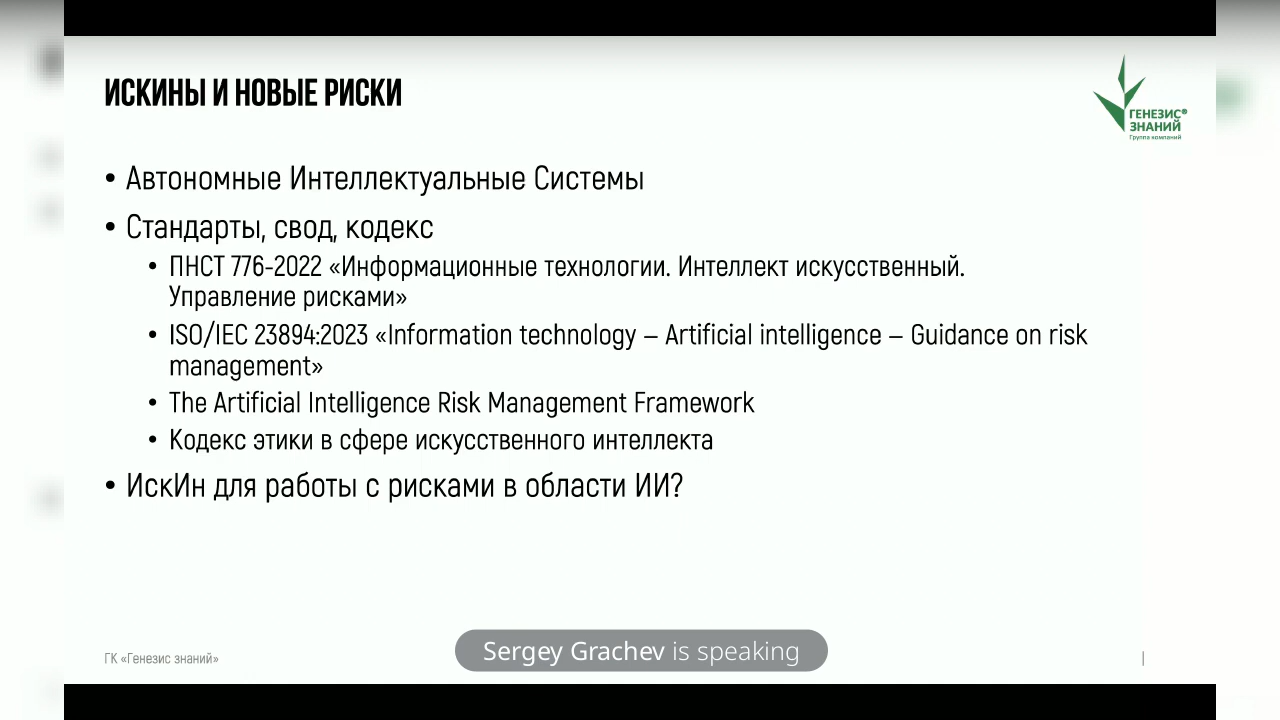 ИСКИНЫ И НОВЫЕ РИСКИ
ГЕНЕЗИС®
ЗНАНИЙ
Группа компаний
• Автономные Интеллектуальные Системы
• Стандарты, свод, кодекс
• ПНСТ 776-2022 «Информационные технологии. Интеллект искусственный.
Управление рисками»
• ISO/IEC 23894:2023 «Information technology – Artificial intelligence – Guidance on risk
management»
• The Artificial Intelligence Risk Management Framework
• Кодекс этики в сфере искусственного интеллекта
• ИскИн для работы с рисками в области ИИ?
ГК «Генезис знаний»
Sergey Grachev is speaking
|